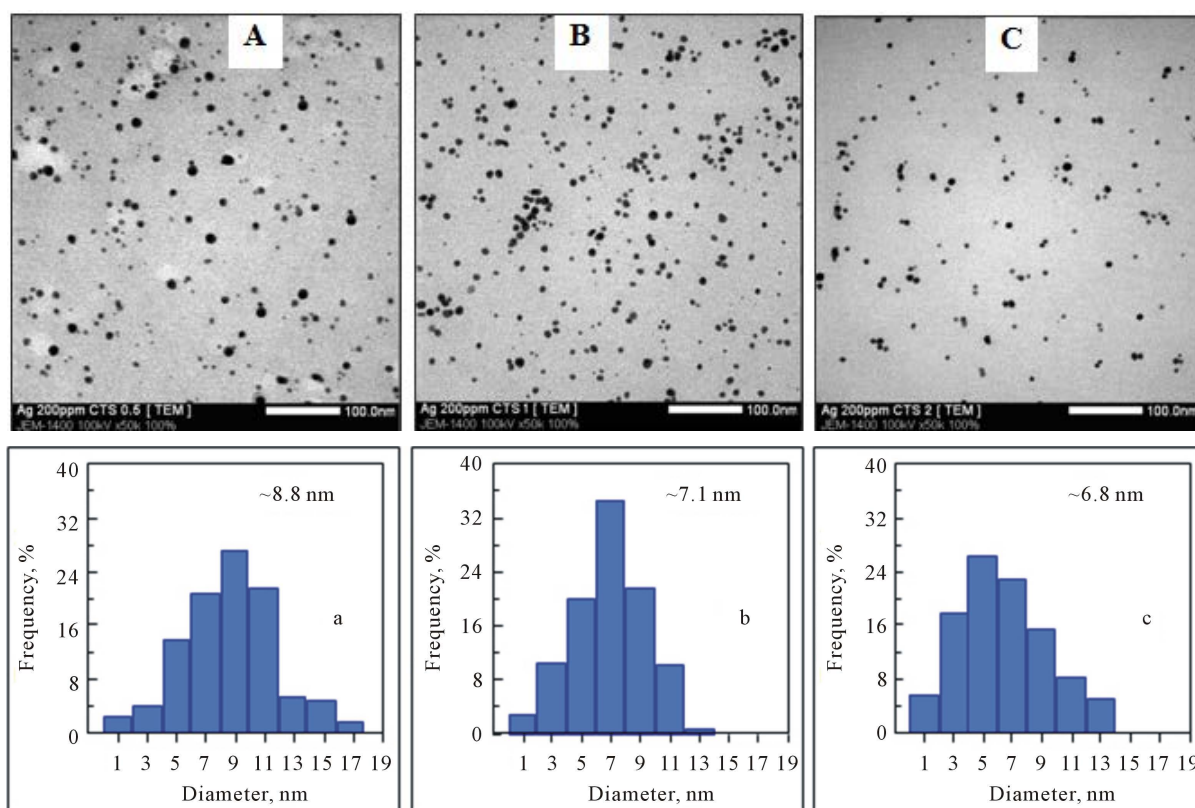 A
B
C
Ag 200ppm CTS 0.5 [ TEM ]
100.0nm
JEM-1400 100kV x50k 100%
Ag 200ppm CTS 1 [ TEM ]
100.0nm
JEM-1400 100kV x50k 100%
Ag 200ppm CTS 2 [ TEM ]
100.0nm
JEM-1400 100kV x50k 100%
40
32
24
16
8
0
Frequency, %
~8.8 nm
a
1 3 5 7 9 11 13 15 17 19
Diameter, nm
40
32
24
16
8
0
Frequency, %
~7.1 nm
b
1 3 5 7 9 11 13 15 17 19
Diameter, nm
40
32
24
16
8
0
Frequency, %
~6.8 nm
c
1 3 5 7 9 11 13 15 17 19
Diameter, nm